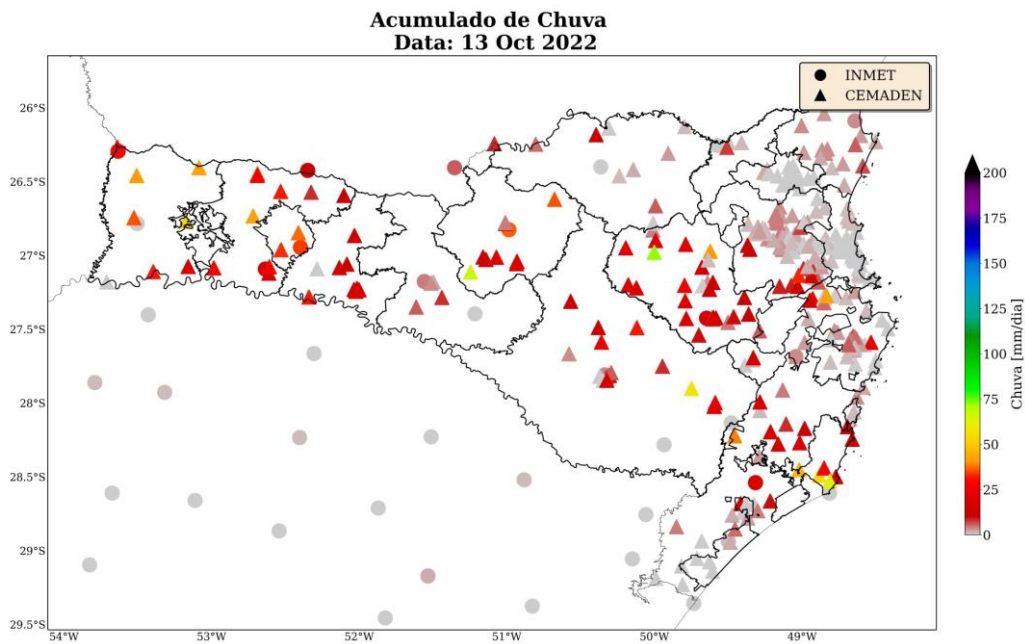 Acumulado de Chuva
Data: 13 Oct 2022
INMET
CEMADEN
26°S
26.5°S
27°S
27.5°S
28°S
28.5°S
29°S
29.5°S
54°W
53°W
52°W
51°W
50°W
49°W
200
175
150
125
100
75
50
25
0
Chuva [mm/dia]